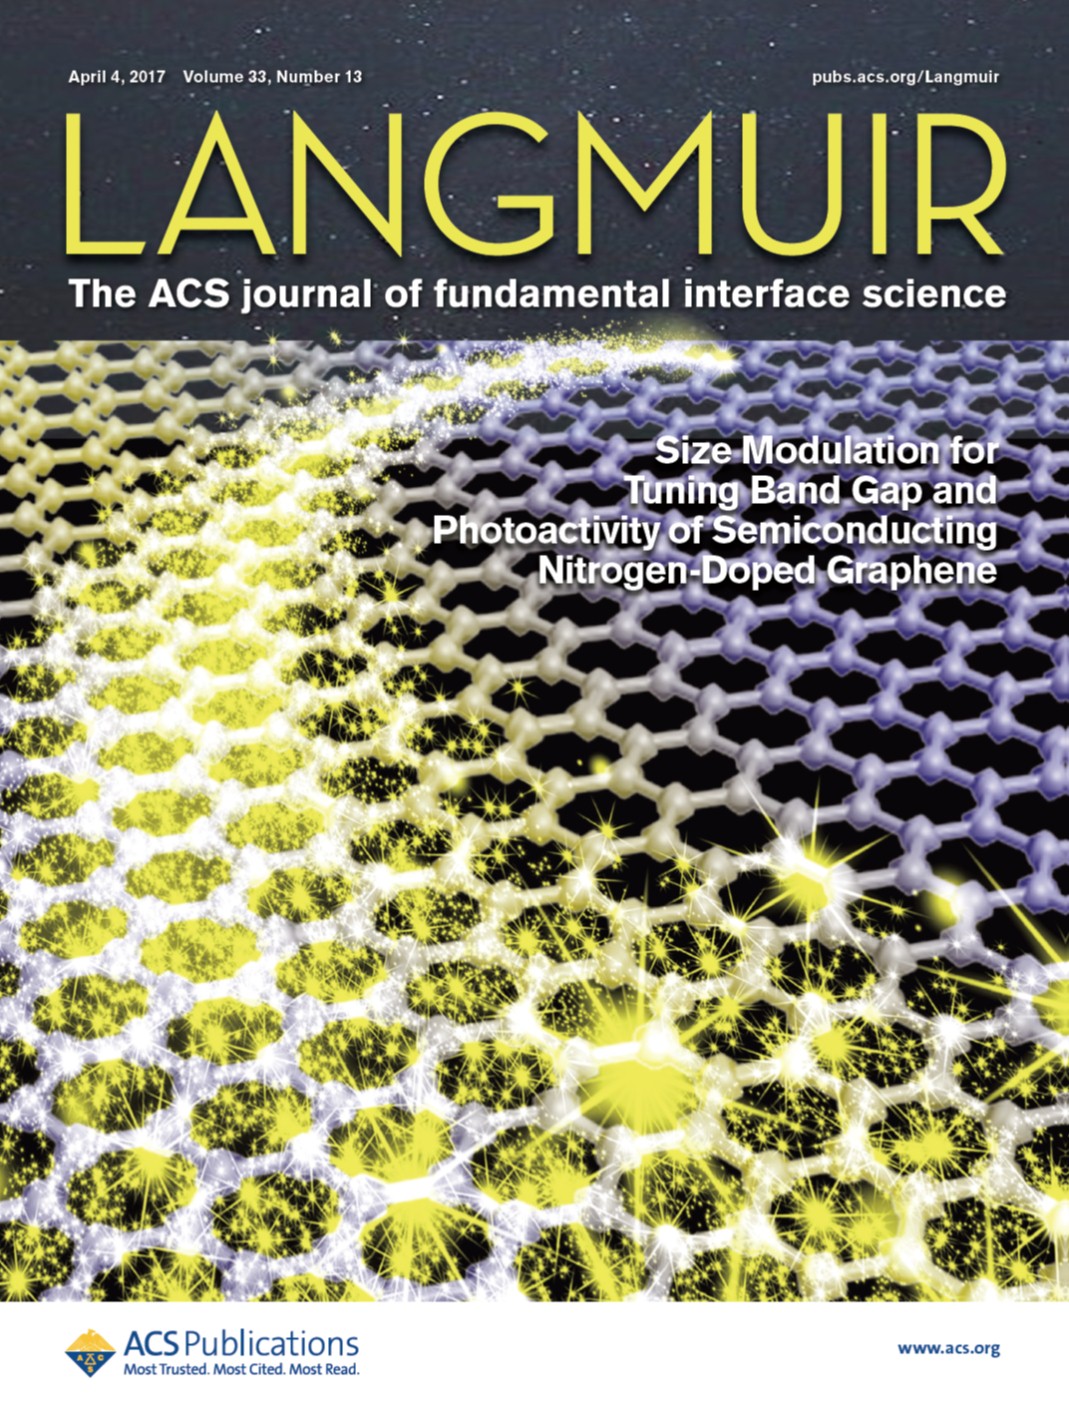 April 4, 2017 Volume 33, Number 13
pubs.acs.org/Langmuir
LANGMUIR
The ACS journal of fundamental interface science
Size Modulation for
Tuning Band Gap and
Photoactivity of Semiconducting
Nitrogen-Doped Graphene
A C S
ACS Publications
Most Trusted. Most Cited. Most Read.
www.acs.org